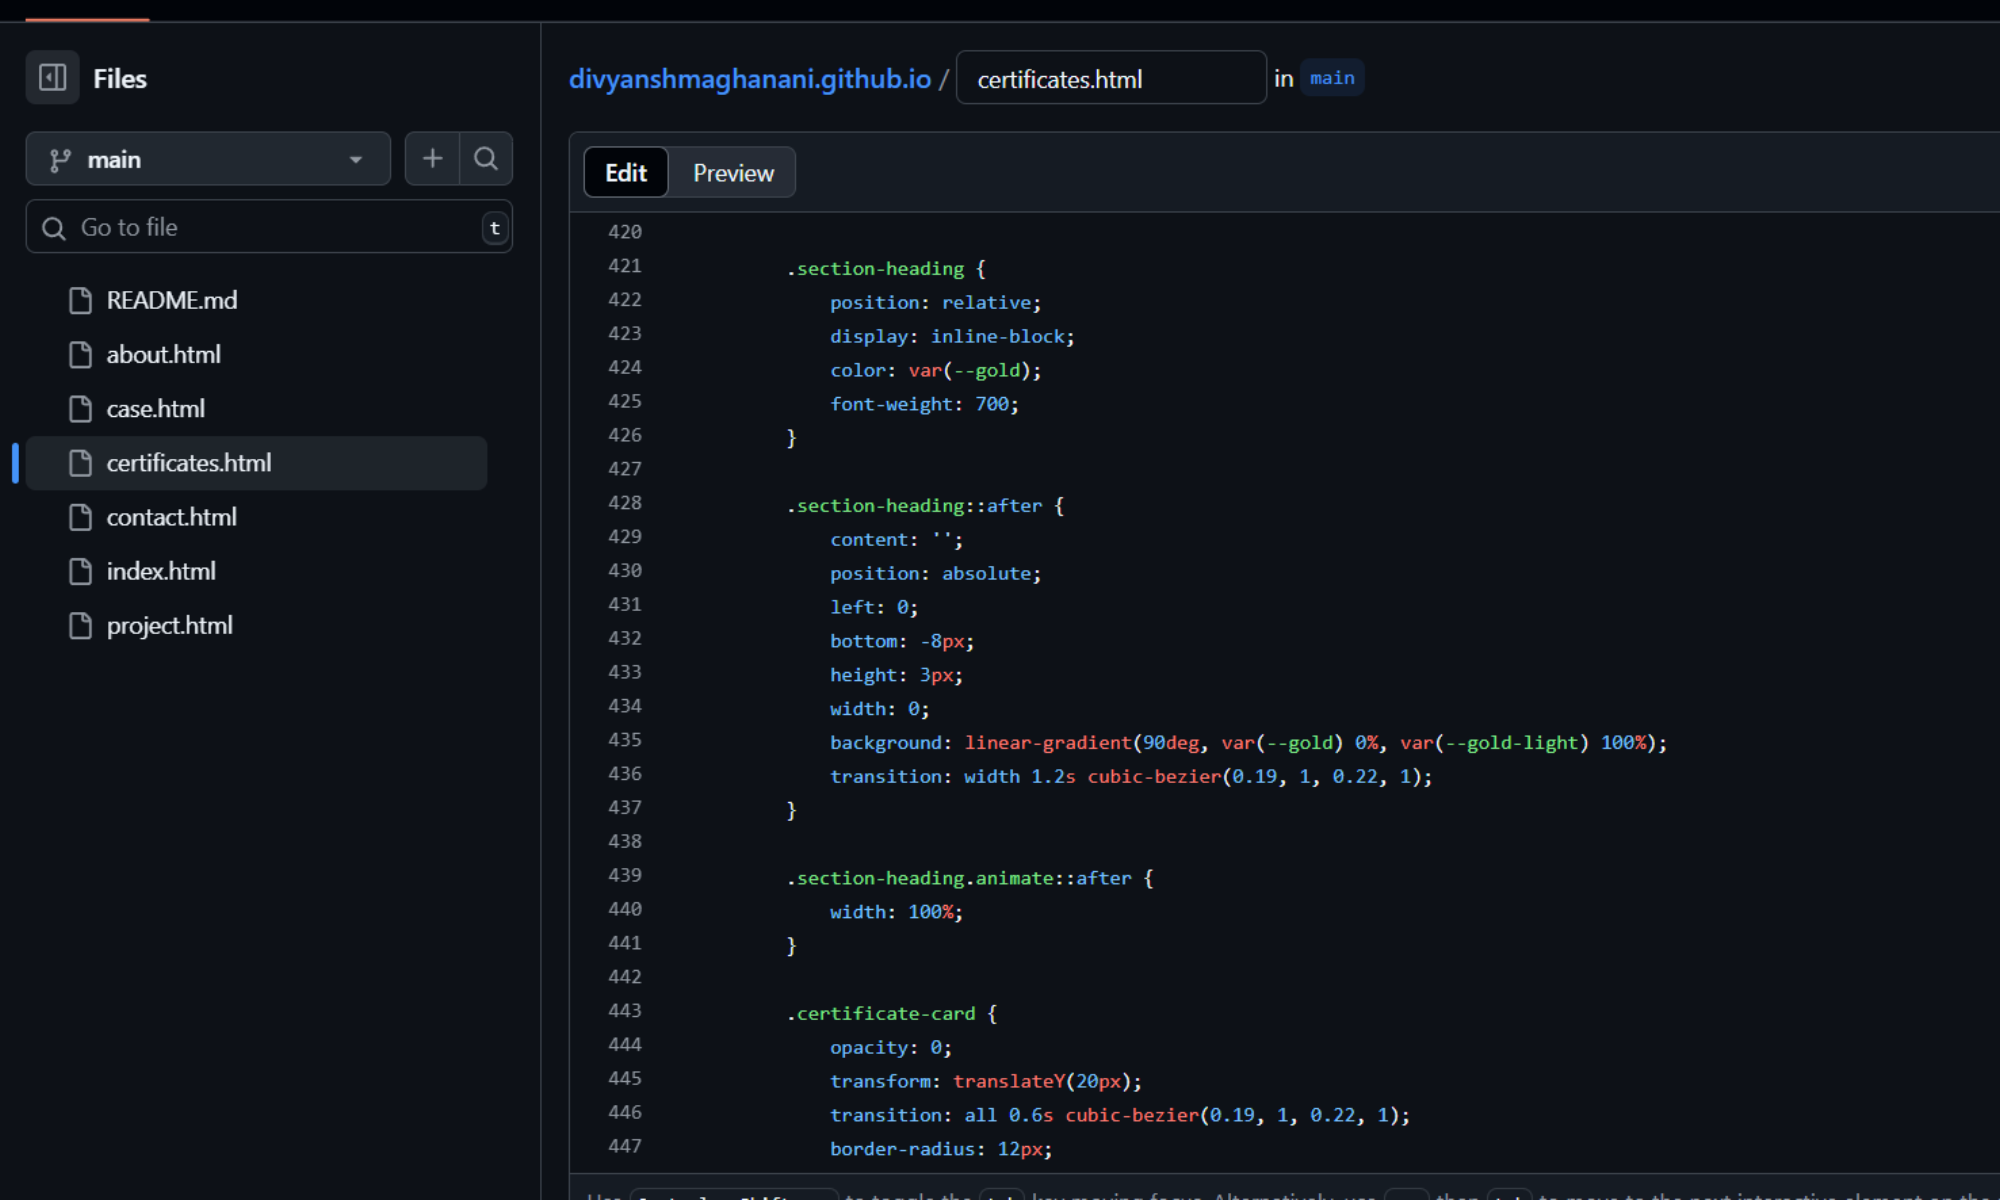 Files
main
Go to file
t
README.md
about.html
case.html
certificates.html
contact.html
index.html
project.html
divyanshmaghanani.github.io / certificates.html in main
Edit Preview
420
421 .section-heading {
422 position: relative;
423 display: inline-block;
424 color: var(--gold);
425 font-weight: 700;
426 }
427
428 .section-heading::after {
429 content: '';
430 position: absolute;
431 left: 0;
432 bottom: -8px;
433 height: 3px;
434 width: 0;
435 background: linear-gradient(90deg, var(--gold) 0%, var(--gold-light) 100%);
436 transition: width 1.2s cubic-bezier(0.19, 1, 0.22, 1);
437 }
438
439 .section-heading.animate::after {
440 width: 100%;
441 }
442
443 .certificate-card {
444 opacity: 0;
445 transform: translateY(20px);
446 transition: all 0.6s cubic-bezier(0.19, 1, 0.22, 1);
447 border-radius: 12px;